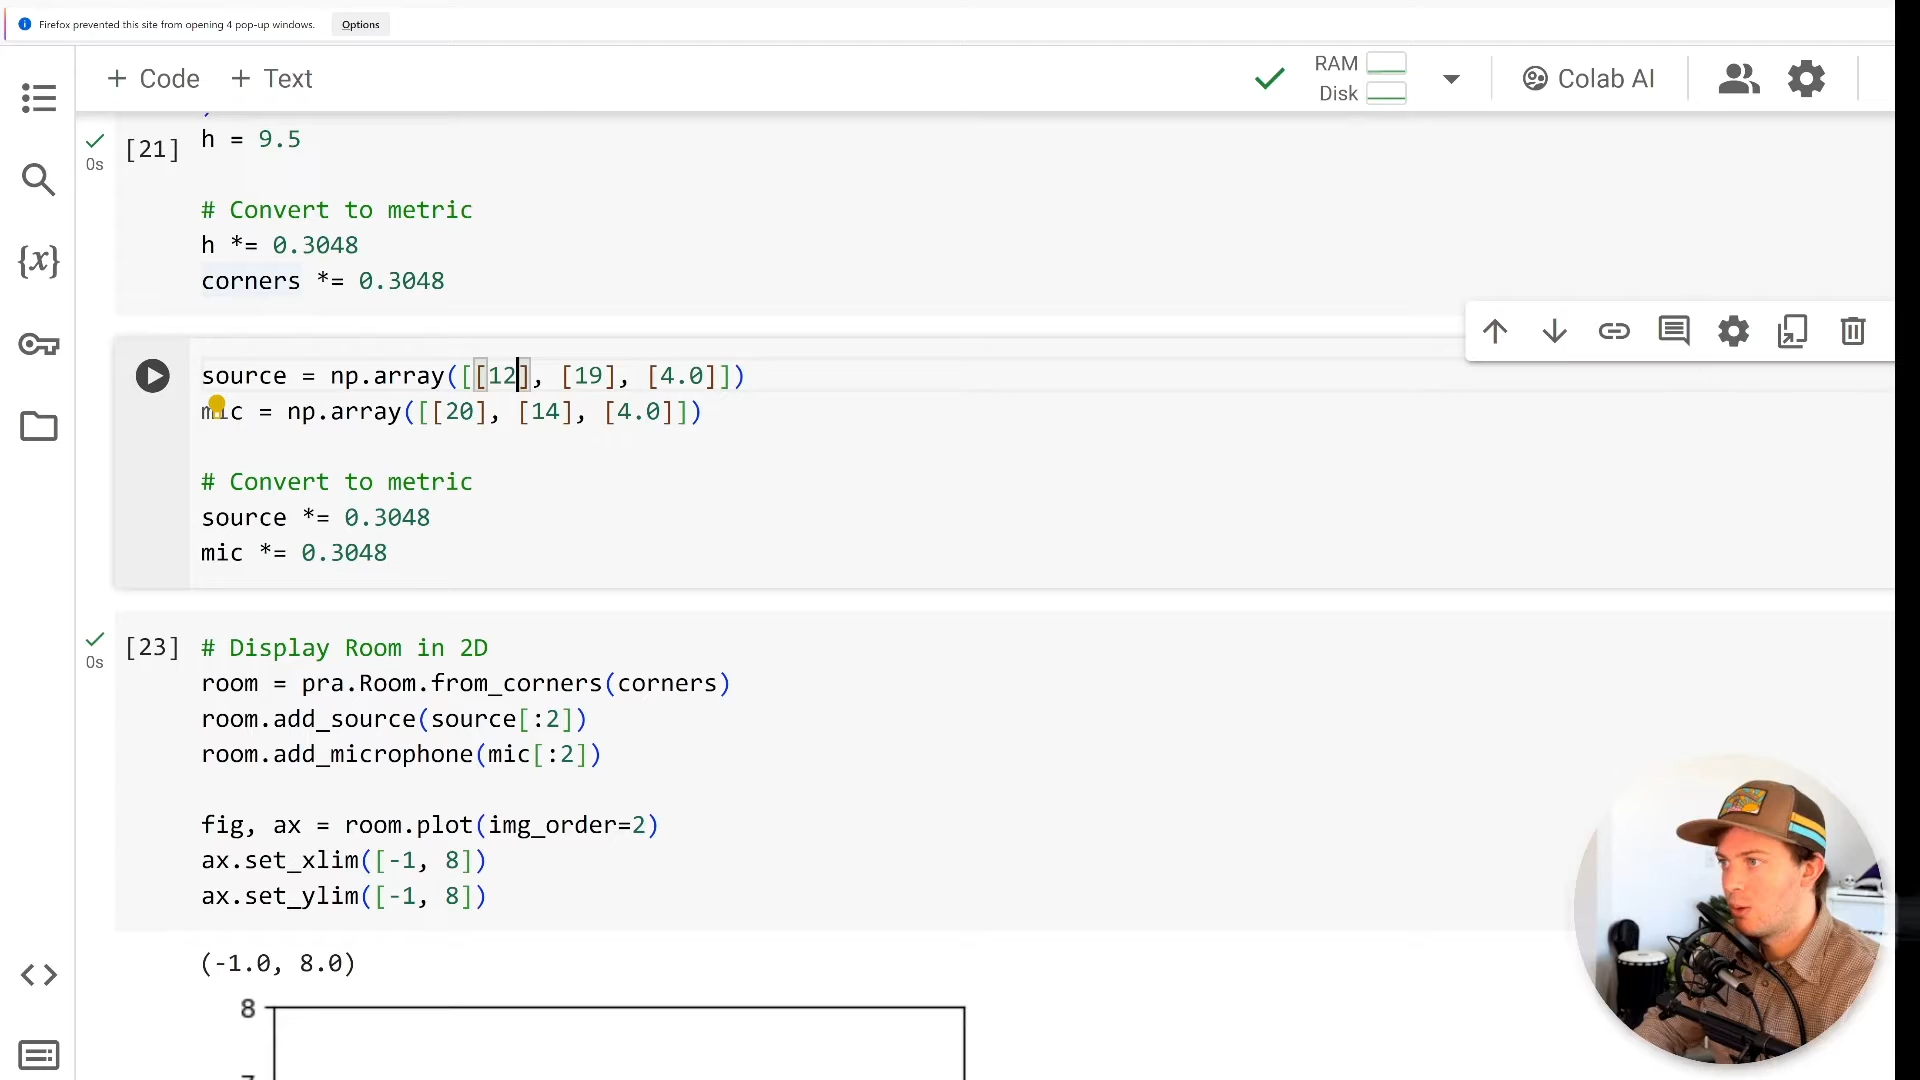 Firefox prevented this site from opening 4 pop-up windows. Options
+ Code + Text
RAM
Disk
Colab AI
[21] h = 9.5
0s
# Convert to metric
h *= 0.3048
corners *= 0.3048
source = np.array([[12], [19], [4.0]])
mic = np.array([[20], [14], [4.0]])
# Convert to metric
source *= 0.3048
mic *= 0.3048
[23] # Display Room in 2D
0s
room = pra.Room.from_corners(corners)
room.add_source(source[:2])
room.add_microphone(mic[:2])
fig, ax = room.plot(img_order=2)
ax.set_xlim([-1, 8])
ax.set_ylim([-1, 8])
(-1.0, 8.0)
8